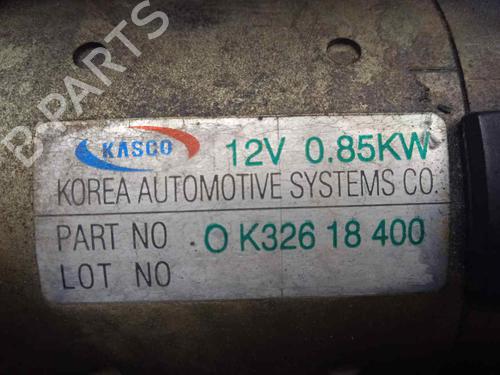 B-PARTS
KASCO 12V 0.85KW
KOREA AUTOMOTIVE SYSTEMS CO.
PART NO O K326 18 400
LOT NO